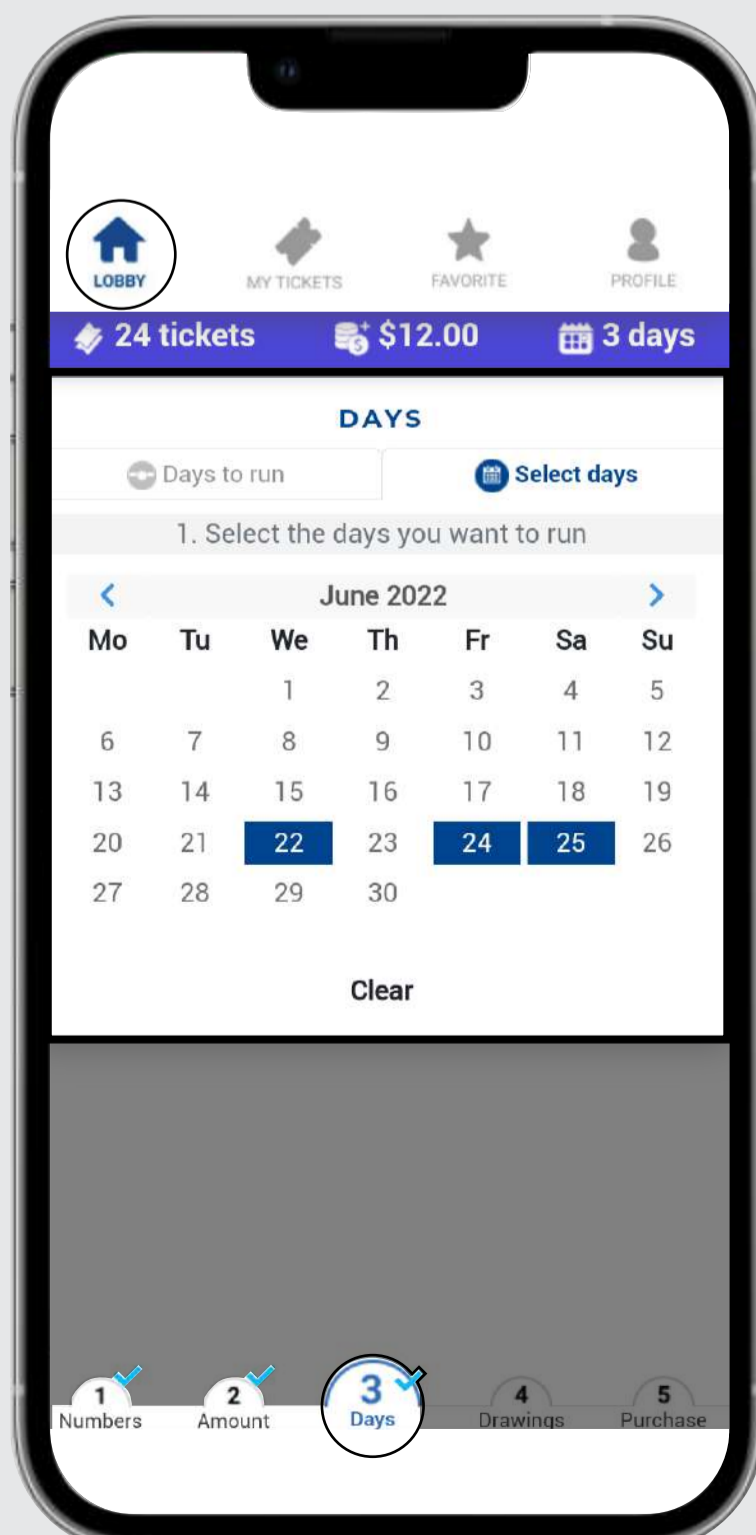 LOBBY MY TICKETS FAVORITE PROFILE
24 tickets $12.00 3 days
DAYS
Days to run Select days
1. Select the days you want to run
June 2022
Mo Tu We Th Fr Sa Su
1 2 3 4 5
6 7 8 9 10 11 12
13 14 15 16 17 18 19
20 21 22 23 24 25 26
27 28 29 30
Clear
1 2 3 4 5
Numbers Amount Days Drawings Purchase